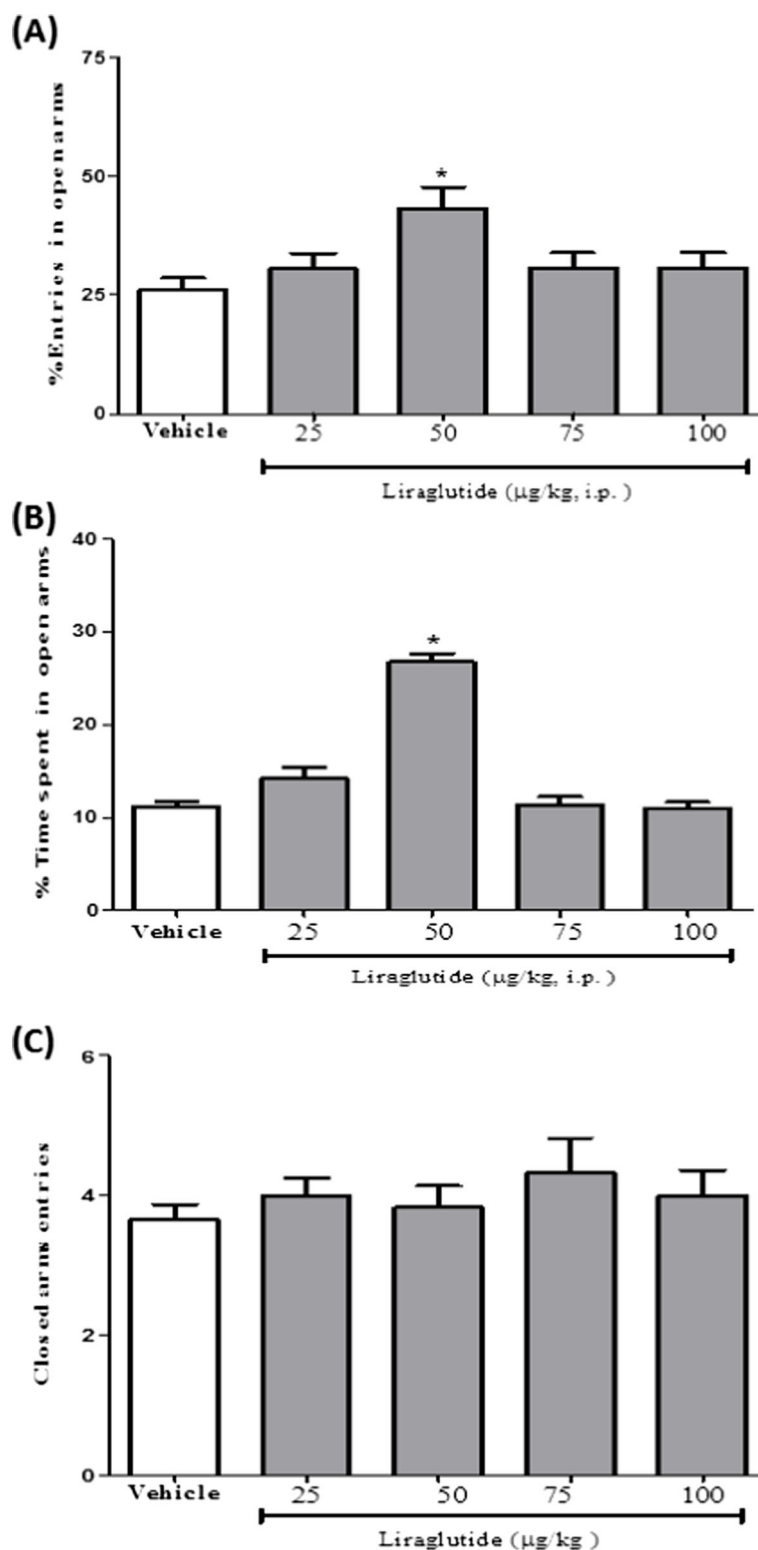 (A)
75
50
25
0
%Entries in open arms
*
Vehicle 25 50 75 100
Liraglutide (μg/kg, i.p. )
(B)
40
30
20
10
0
% Time spent in open arms
*
Vehicle 25 50 75 100
Liraglutide (μg/kg, i.p. )
(C)
6
4
2
0
Closed arms entries
Vehicle 25 50 75 100
Liraglutide (μg/kg )